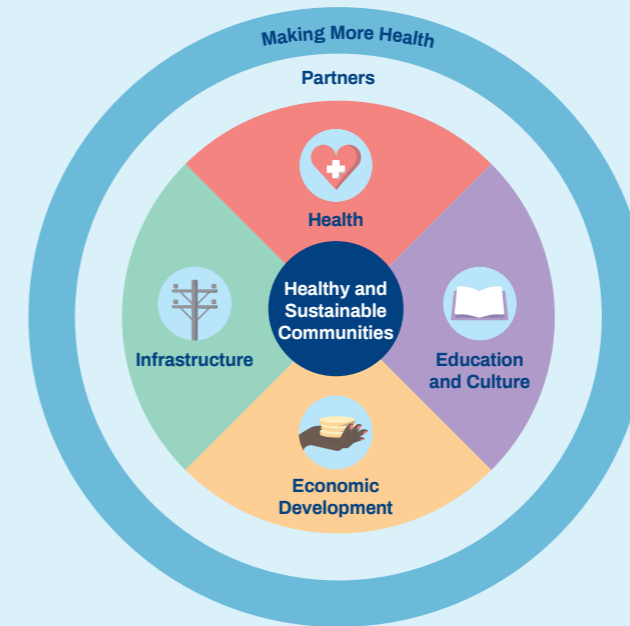 Making More Health
Partners
Health
Healthy and
Sustainable
Communities
Infrastructure
Education
and Culture
Economic
Development